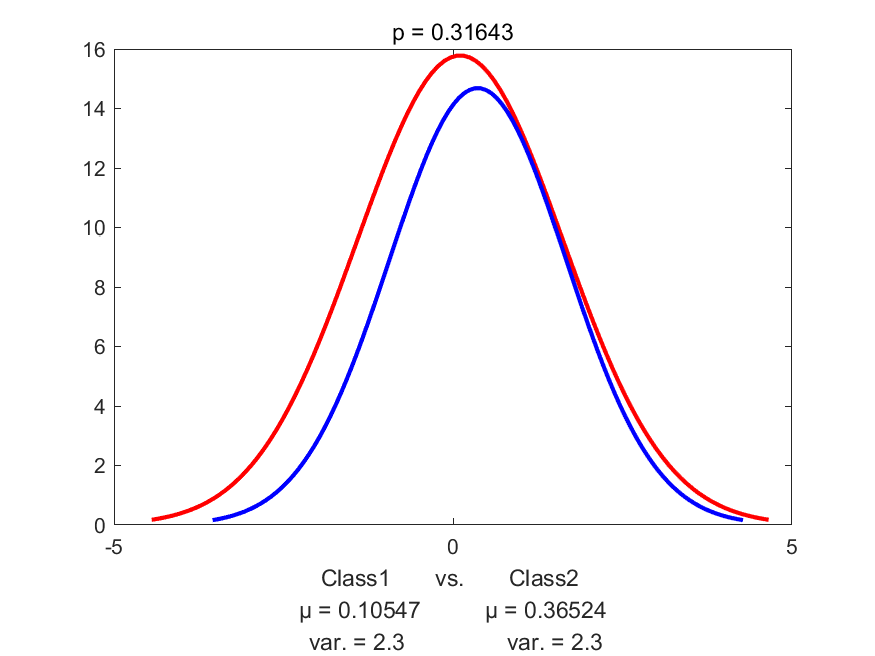 p = 0.31643
16
14
12
10
8
6
4
2
0
-5 0 5
Class1 vs. Class2
μ = 0.10547 μ = 0.36524
var. = 2.3 var. = 2.3